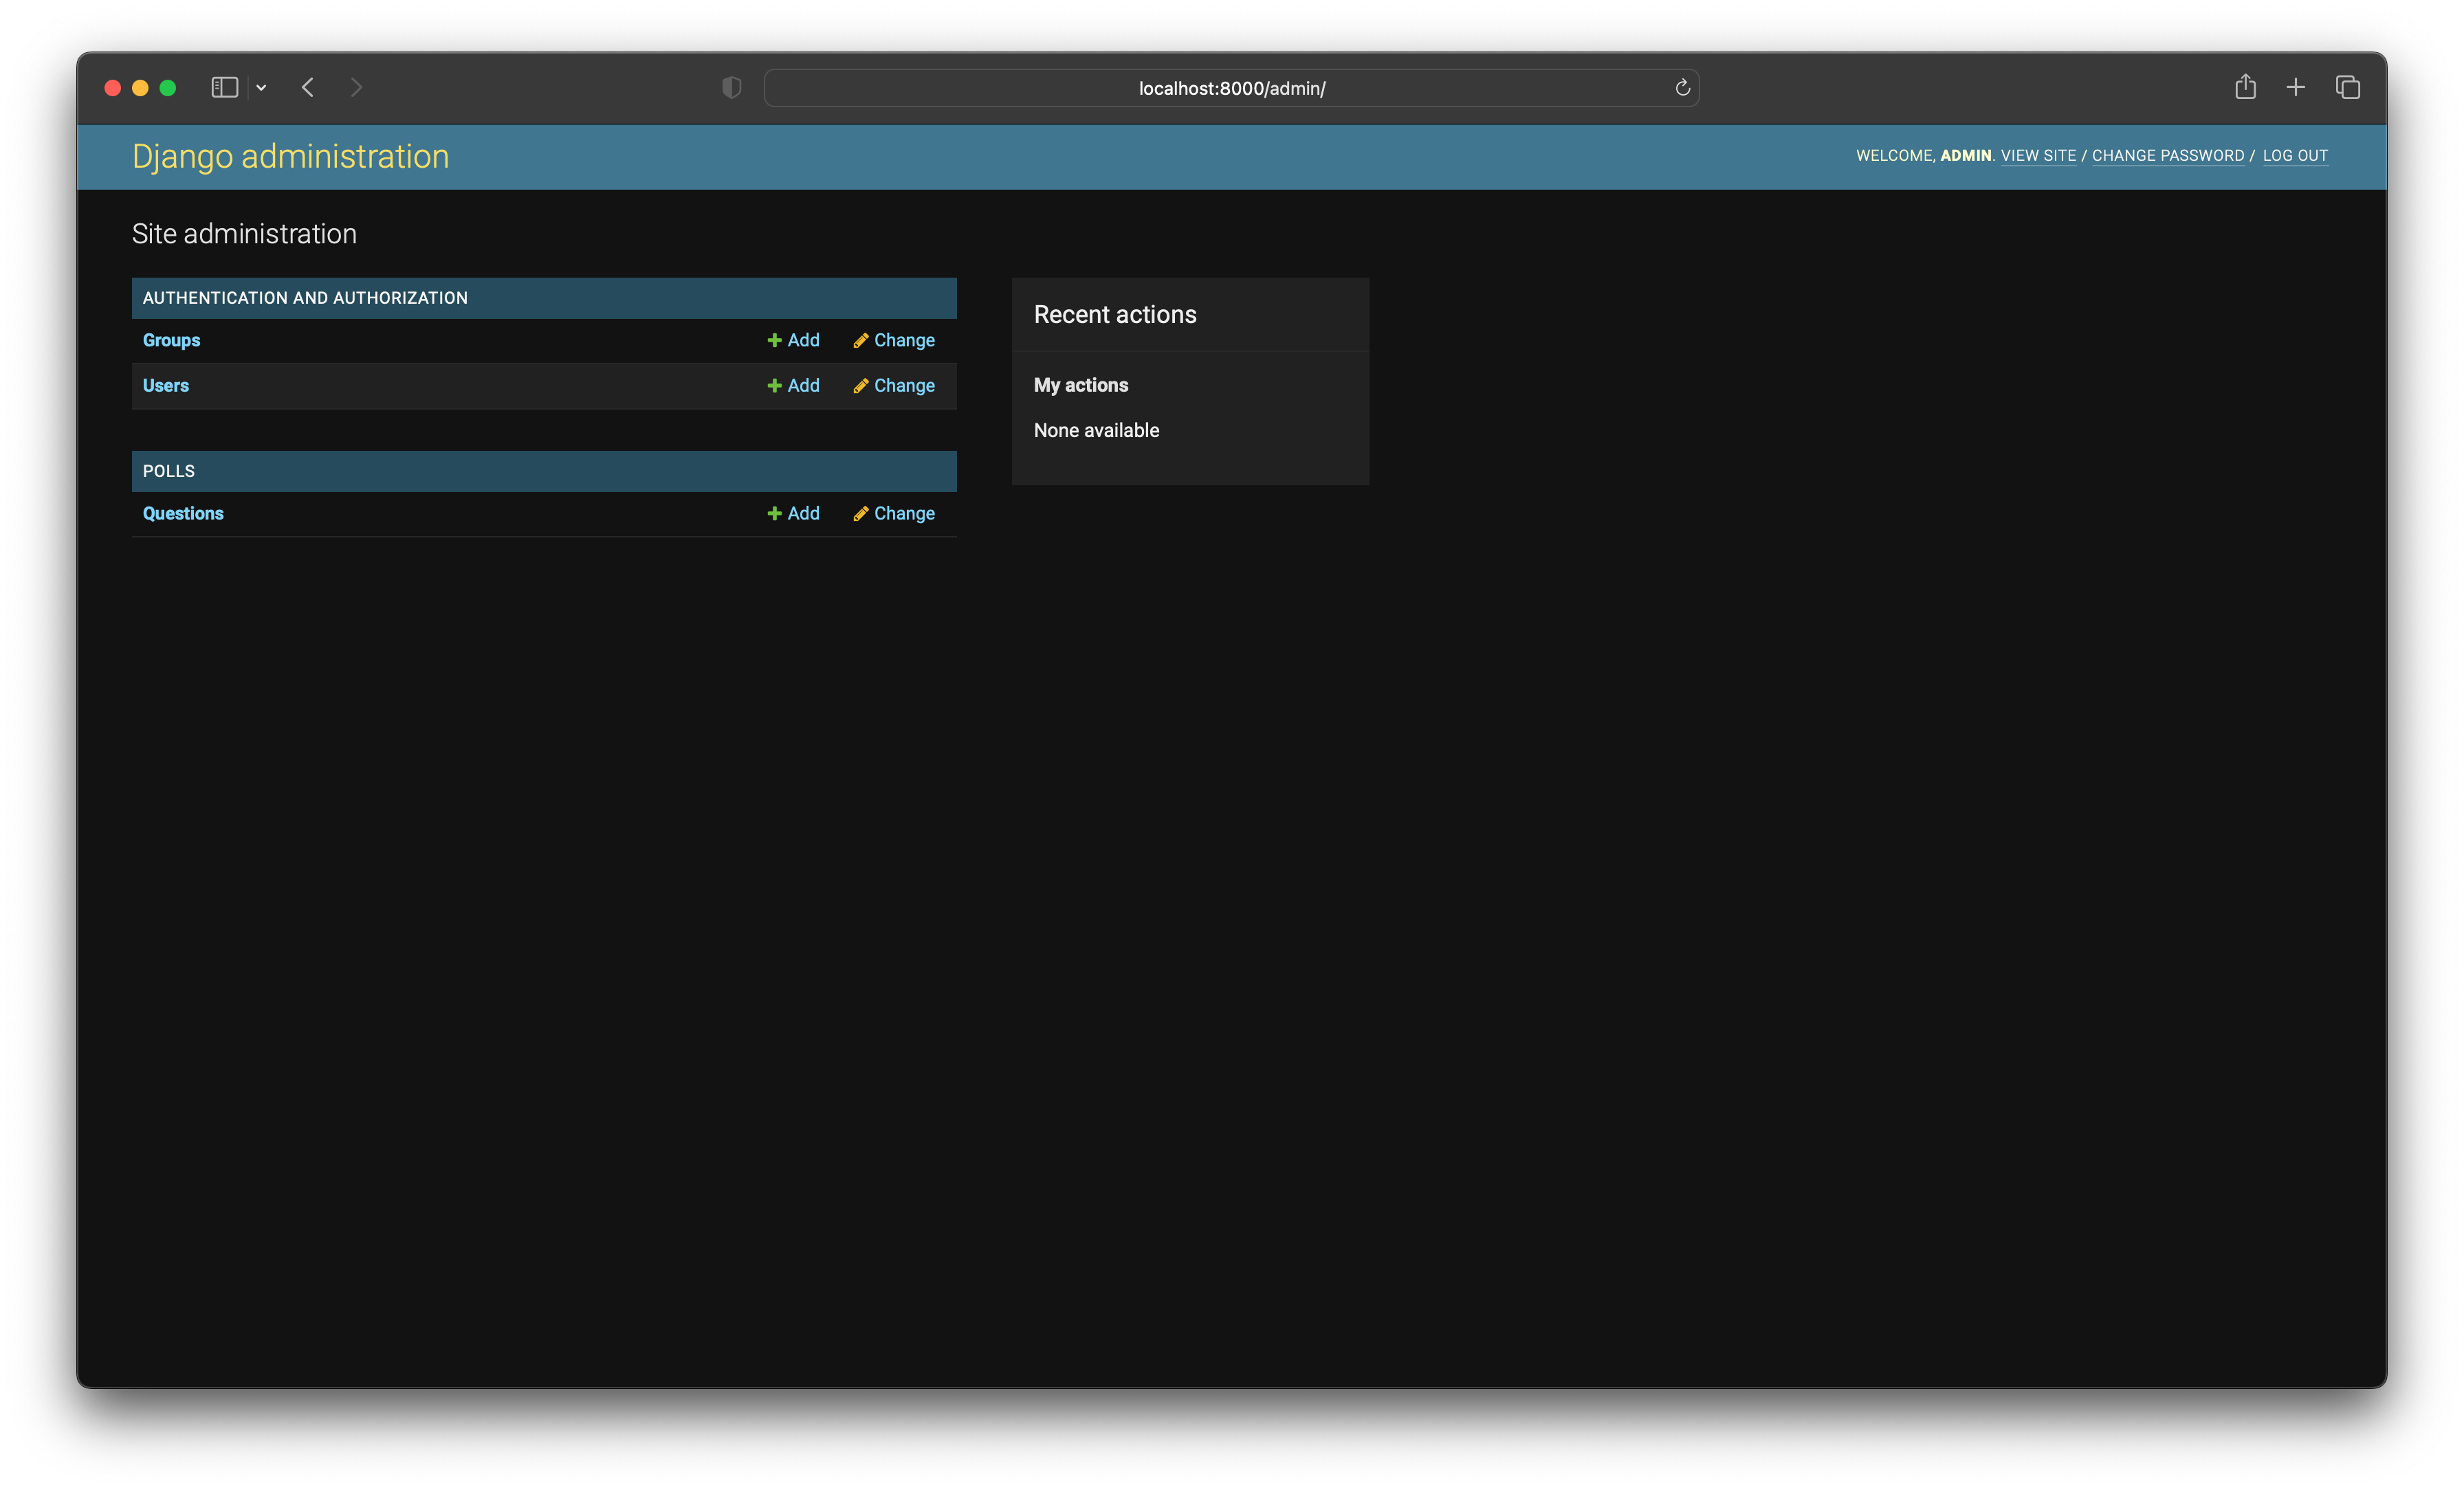 localhost:8000/admin/
Django administration
WELCOME, ADMIN. VIEW SITE / CHANGE PASSWORD / LOG OUT
Site administration
AUTHENTICATION AND AUTHORIZATION
Groups Add Change
Users Add Change
POLLS
Questions Add Change
Recent actions
My actions
None available